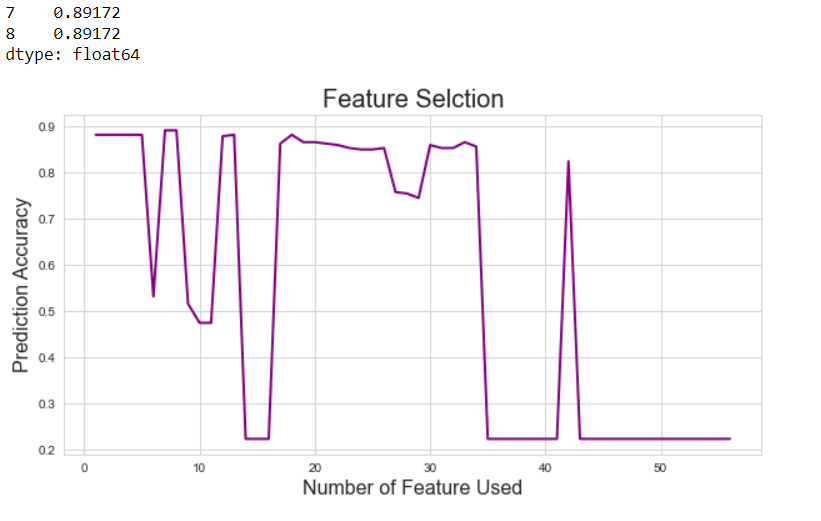 7    0.89172
8    0.89172
dtype: float64
Feature Selction
0.9
0.8
0.7
0.6
0.5
0.4
0.3
0.2
Prediction Accuracy
0 10 20 30 40 50
Number of Feature Used